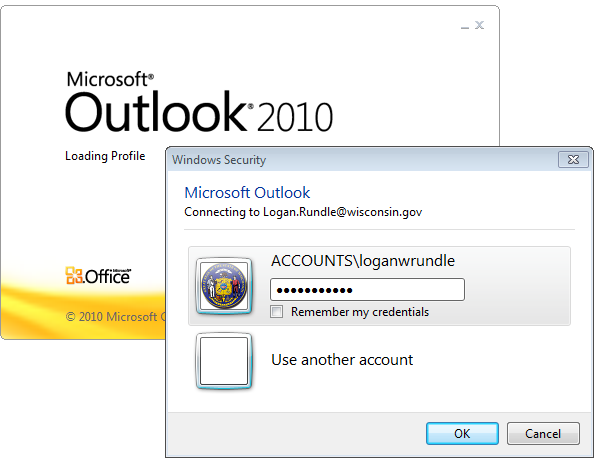 Microsoft®
Outlook® 2010
Loading Profile
Windows Security
Microsoft Outlook
Connecting to Logan.Rundle@wisconsin.gov
ACCOUNTS\loganwrundle
●●●●●●●●●●●
Remember my credentials
Use another account
Microsoft®
Office
© 2010 Microsoft
OK
Cancel